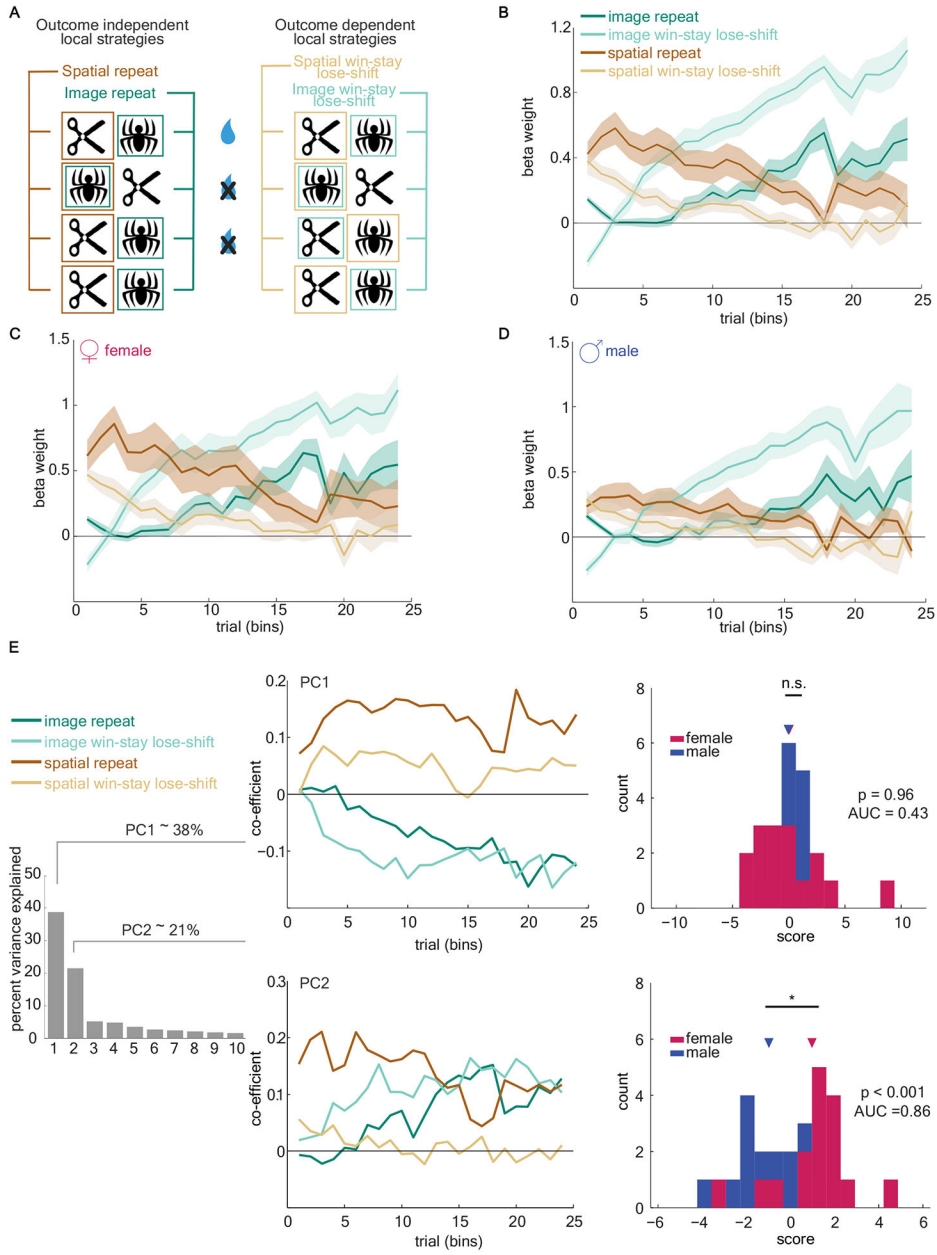 A
Outcome independent
local strategies
Outcome dependent
local strategies
Spatial repeat
Image repeat
Spatial win-stay
lose-shift
Image win-stay
lose-shift
B
image repeat
image win-stay lose-shift
spatial repeat
spatial win-stay lose-shift
1.2
0.8
0.4
0
beta weight
0 5 10 15 20 25
trial (bins)
C
female
1.5
1
0.5
0
beta weight
0 5 10 15 20 25
trial (bins)
D
male
1.5
1
0.5
0
beta weight
0 5 10 15 20 25
trial (bins)
E
image repeat
image win-stay lose-shift
spatial repeat
spatial win-stay lose-shift
PC1 ~ 38%
PC2 ~ 21%
50
40
30
20
10
0
percent variance explained
1 2 3 4 5 6 7 8 9 10
PC1
0.2
0.1
0
−0.1
co-efficient
0 5 10 15 20 25
trial (bins)
n.s.
female
male
8
6
4
2
0
count
p = 0.96
AUC = 0.43
-10 -5 0 5 10
score
PC2
0.3
0.2
0.1
0
co-efficient
0 5 10 15 20 25
trial (bins)
*
female
male
8
6
4
2
0
count
p < 0.001
AUC =0.86
-6 -4 -2 0 2 4 6
score